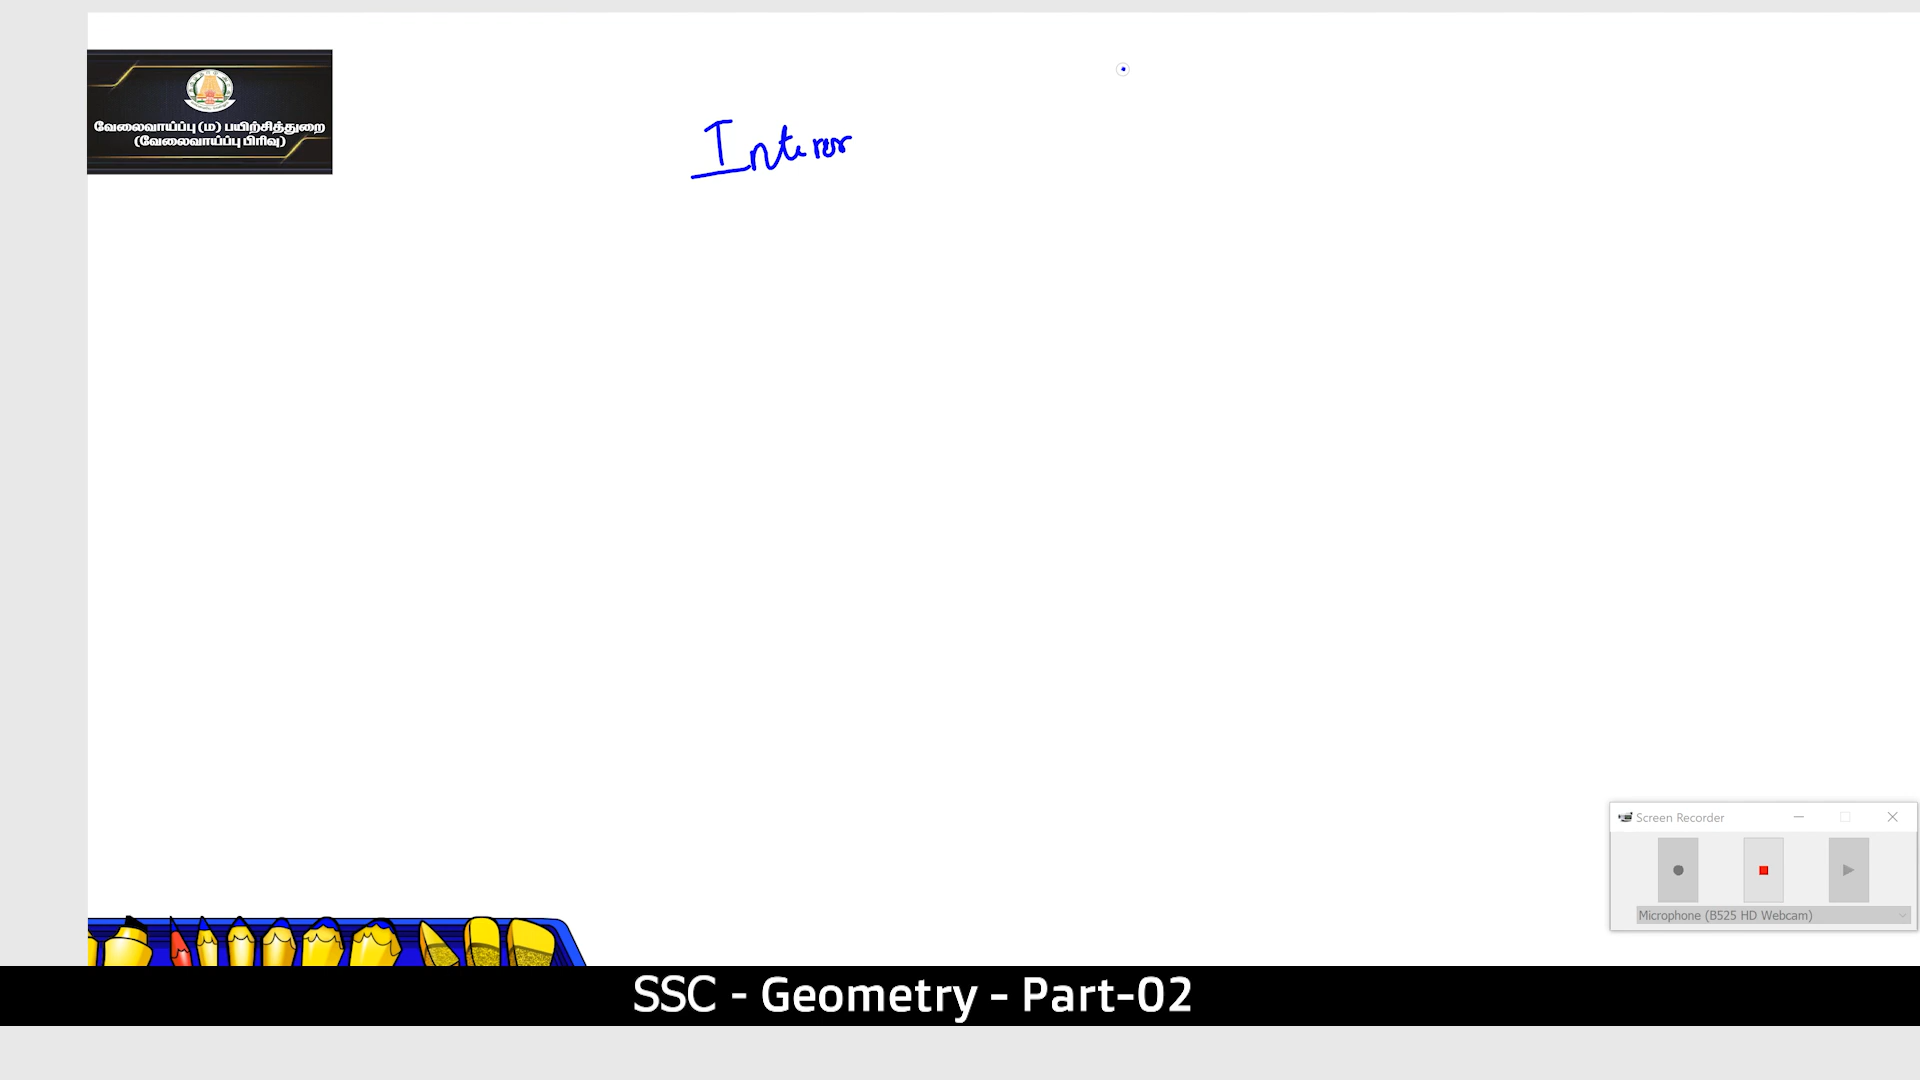 வேலைவாய்ப்பு (ம) பயிற்சித்துறை
(வேலைவாய்ப்பு பிரிவு)
Interior
Screen Recorder
Microphone (B525 HD Webcam)
SSC - Geometry - Part-02